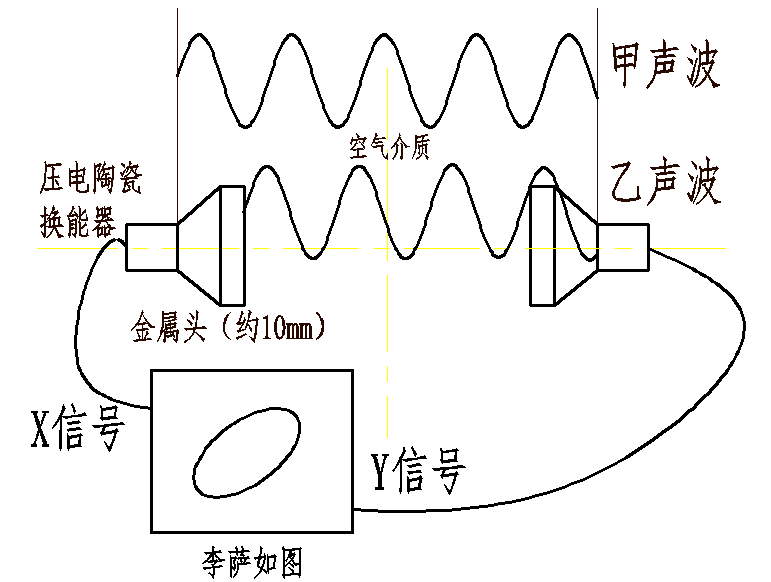 甲声波
空气介质
压电陶瓷
换能器
乙声波
金属头（约10mm）
X信号
Y信号
李萨如图